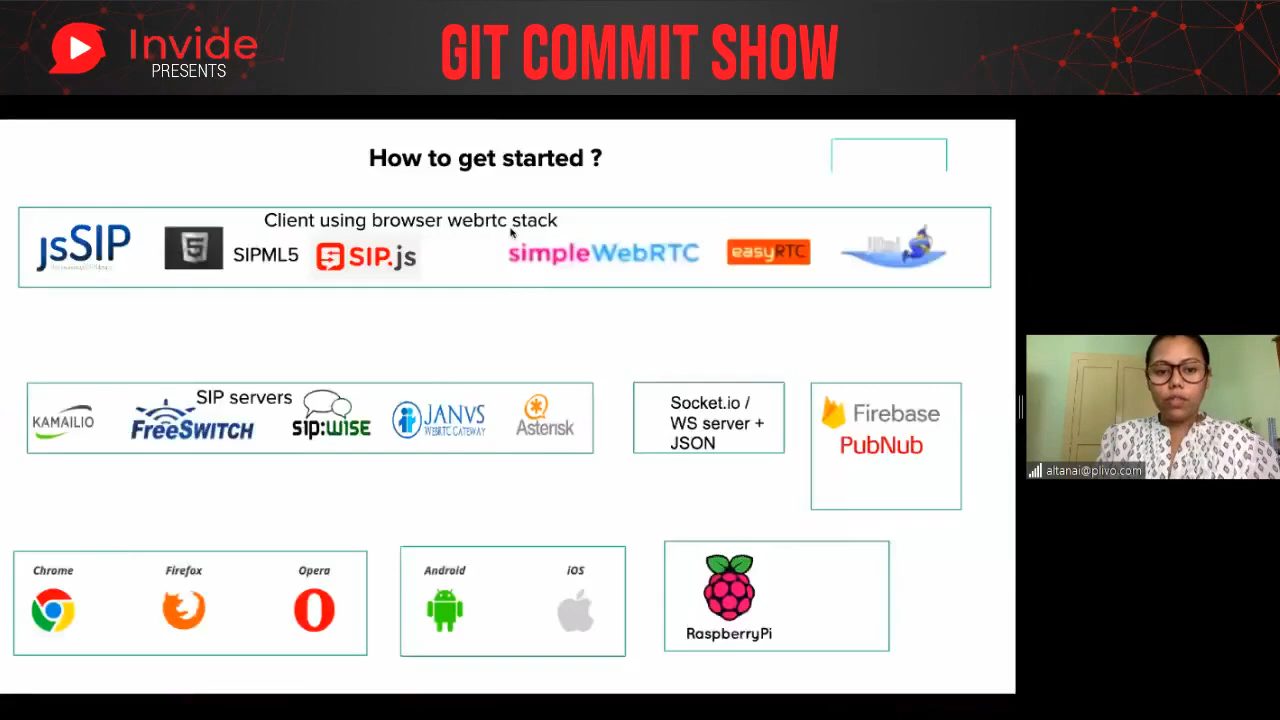 Invide
PRESENTS
GIT COMMIT SHOW
How to get started ?
Client using browser webrtc stack
jsSIP
SIPML5
SIP.js
simpleWebRTC
easyRTC
SIP servers
KAMAILIO
FreeSWITCH
sip:wise
JANUS
WEBRTC GATEWAY
Asterisk
Socket.io /
WS server +
JSON
Firebase
PubNub
altanai@plivo.com
Chrome
Firefox
Opera
Android
iOS
RaspberryPi